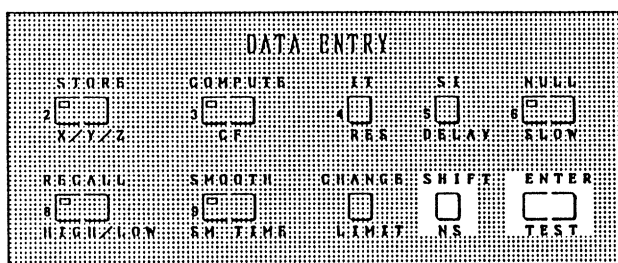 DATA ENTRY
STORE COMPUTE IT SI NULL
2 3 4 5 6
X/Y/Z CF RES DELAY SLOW
RECALL SMOOTH CHANGE SHIFT ENTER
8 9
HIGH/LOW SM TIME LIMIT NS TEST